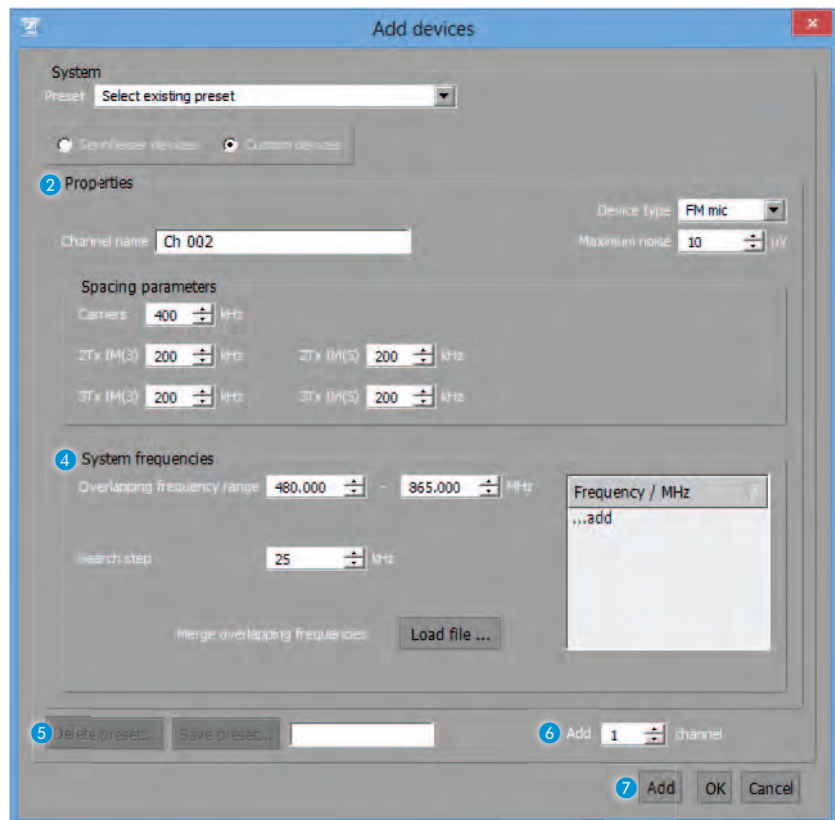 Add devices
System
Preset Select existing preset
Sennheiser devices Custom devices
2 Properties
Device type FM mic
Channel name Ch 002
Maximum noise 10 µV
Spacing parameters
Carriers 400 kHz
2Tx IM(3) 200 kHz 2Tx IM(5) 200 kHz
3Tx IM(3) 200 kHz 3Tx IM(5) 200 kHz
4 System frequencies
Overlapping frequency range 480.000 - 865.000 MHz
Frequency / MHz
...add
Search step 25 kHz
Merge overlapping frequencies Load file ...
5 Delete preset... Save preset...
6 Add 1 channel
7 Add OK Cancel